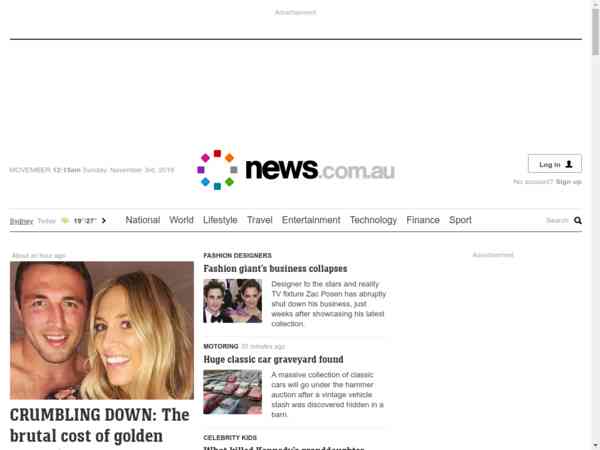 Advertisement
MOVEMBER 12:15am Sunday, November 3rd, 2019
news.com.au
Log in
No account? Sign up
Sydney Today 19°/27°
National World Lifestyle Travel Entertainment Technology Finance Sport
Search
About an hour ago
CRUMBLING DOWN: The
brutal cost of golden
FASHION DESIGNERS
Fashion giant's business collapses
Designer to the stars and reality
TV fixture Zac Posen has abruptly
shut down his business, just
weeks after showcasing his latest
collection.
MOTORING 30 minutes ago
Huge classic car graveyard found
A massive collection of classic
cars will go under the hammer
auction after a vintage vehicle
stash was discovered hidden in a
barn.
CELEBRITY KIDS
What killed Kennedy's granddaughter
Advertisement